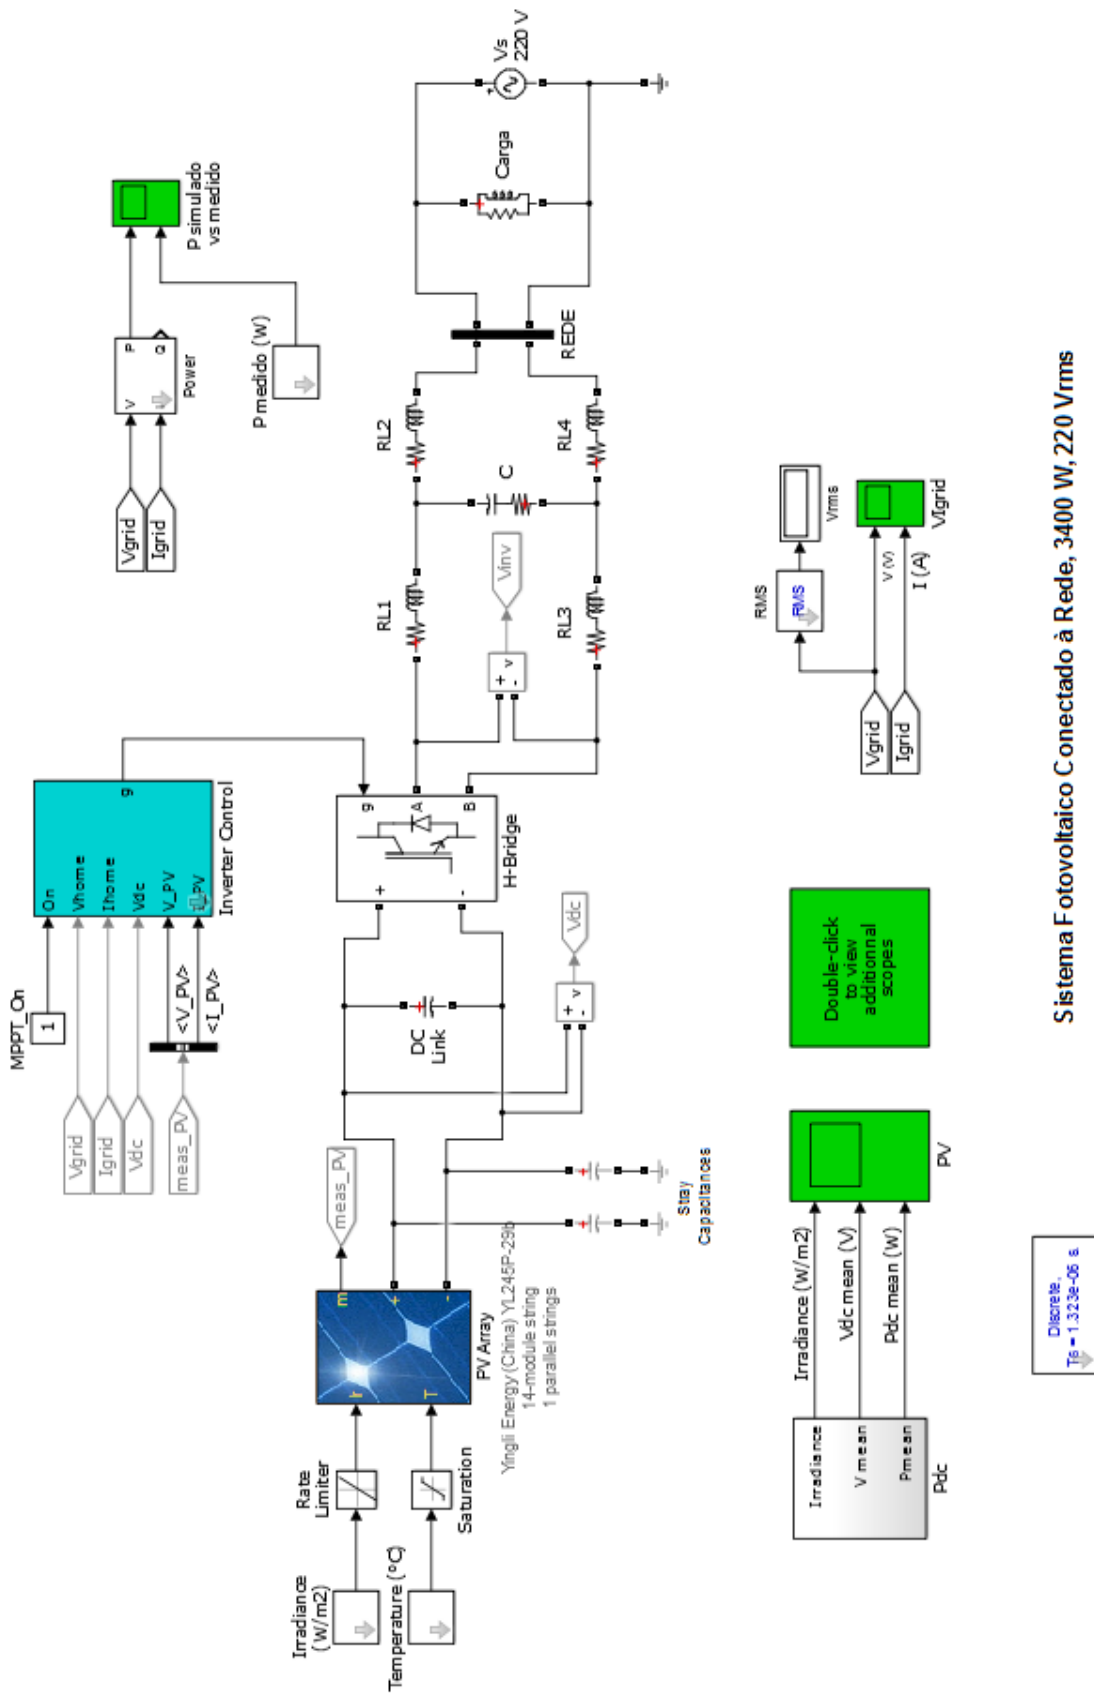 MPPT_On
1
On
Vhome
Ihome
Vdc
V_PV
I_PV
g
Inverter Control
Vgrid
Igrid
Vdc
meas_PV
<V_PV>
<I_PV>
Vgrid
Igrid
V
P
Q
Power
P simulado
vs medido
P medido (W)
Irradiance
(W/m2)
Rate
Limiter
Temperature (°C)
Saturation
Ir
T
m
+
-
PV Array
Yingli Energy (China) YL245P-29b
14-module string
1 parallel strings
meas_PV
Stray
Capacitances
DC
Link
+
-
v
Vdc
g
+
-
A
B
H-Bridge
RL1
RL3
+
-
v
Vinv
C
RL2
RL4
REDE
Carga
Vs
220 V
Irradiance
V mean
Pmean
Pdc
Irradiance (W/m2)
Vdc mean (V)
Pdc mean (W)
PV
Double-click
to view
additionnal
scopes
Vgrid
Igrid
RMS
RMS
Vrms
V (V)
I (A)
VIgrid
Discrete,
Ts = 1.323e-06 s.
Sistema Fotovoltaico Conectado à Rede, 3400 W, 220 Vrms